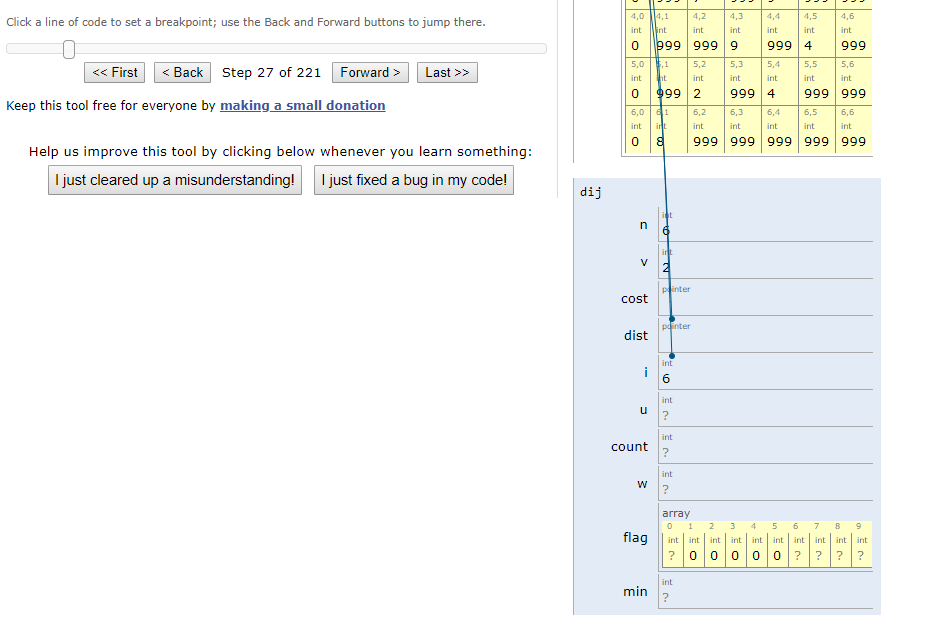 Click a line of code to set a breakpoint; use the Back and Forward buttons to jump there.
<< First < Back Step 27 of 221 Forward > Last >>
Keep this tool free for everyone by making a small donation
Help us improve this tool by clicking below whenever you learn something:
I just cleared up a misunderstanding! I just fixed a bug in my code!
4,0 4,1 4,2 4,3 4,4 4,5 4,6
int int int int int int int
0 999 999 9 999 4 999
5,0 5,1 5,2 5,3 5,4 5,5 5,6
int int int int int int int
0 999 2 999 4 999 999
6,0 6,1 6,2 6,3 6,4 6,5 6,6
int int int int int int int
0 8 999 999 999 999 999
dij
int
n 6
int
v 2
pointer
cost
pointer
dist
int
i 6
int
u ?
int
count ?
int
w ?
array
0 1 2 3 4 5 6 7 8 9
int int int int int int int int int int
flag ? 0 0 0 0 0 ? ? ? ?
int
min ?